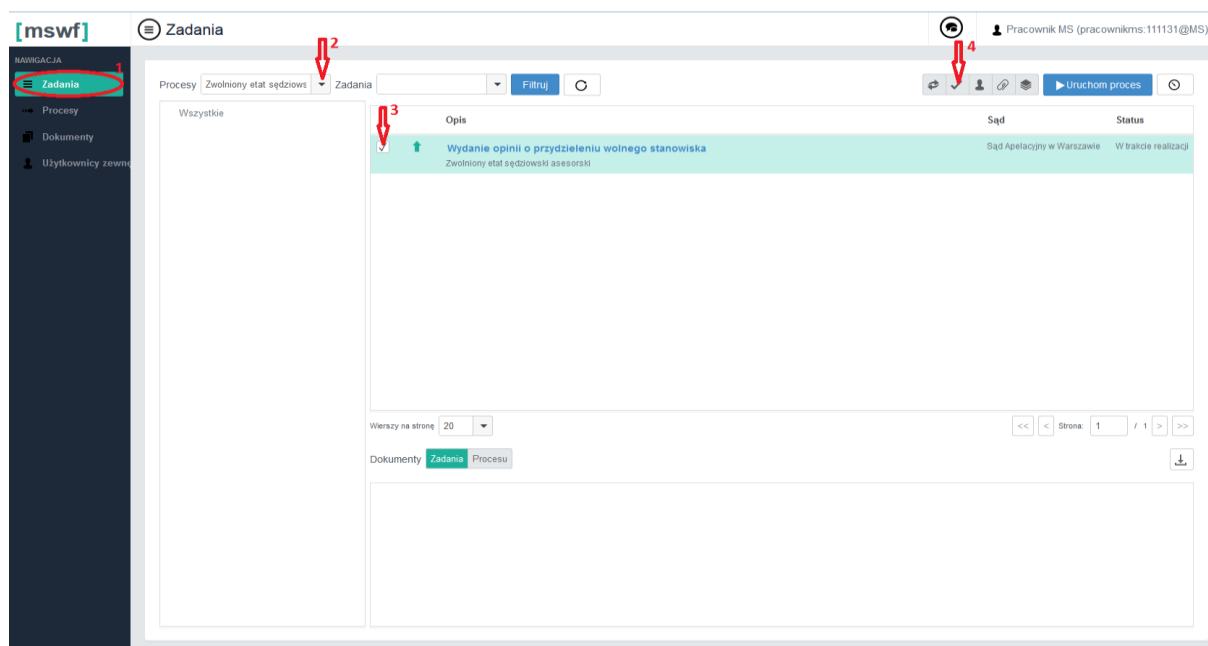 [mswf]
Zadania
Pracownik MS (pracownikms:111131@MS)
2
4
NAWIGACJA
1
Zadania
Procesy
Dokumenty
Użytkownicy zewnę
Procesy Zwolniony etat sędziows Zadania Filtruj
Uruchom proces
Wszystkie
3
Opis Sąd Status
Wydanie opinii o przydzieleniu wolnego stanowiska Sąd Apelacyjny w Warszawie W trakcie realizacji
Zwolniony etat sędziowski asesorski
Wierszy na stronę 20 << < Strona: 1 / 1 > >>
Dokumenty Zadania Procesu